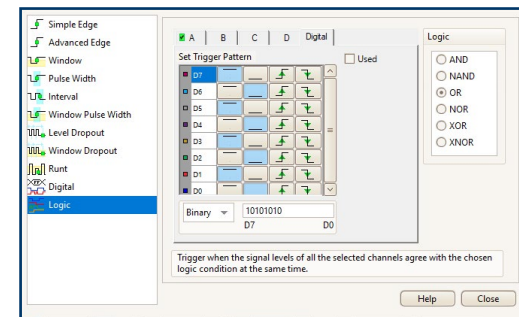 Simple Edge
Advanced Edge
Window
Pulse Width
Interval
Window Pulse Width
Level Dropout
Window Dropout
Runt
Digital
Logic
A B C D Digital
Set Trigger Pattern
Used
D7
D6
D5
D4
D3
D2
D1
D0
Binary 10101010
D7 D0
Logic
AND
NAND
OR
NOR
XOR
XNOR
Trigger when the signal levels of all the selected channels agree with the chosen
logic condition at the same time.
Help Close